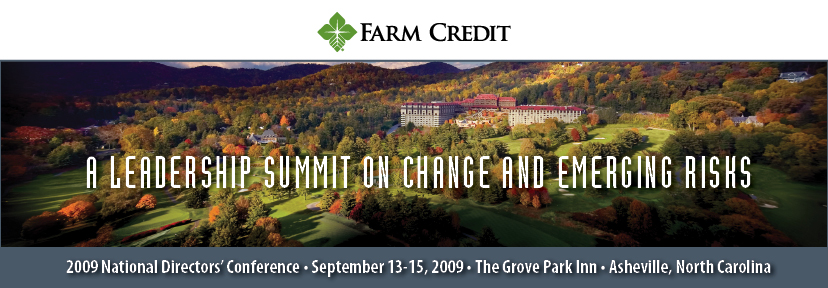 FARM CREDIT
A LEADERSHIP SUMMIT ON CHANGE AND EMERGING RISKS
2009 National Directors' Conference • September 13-15, 2009 • The Grove Park Inn • Asheville, North Carolina